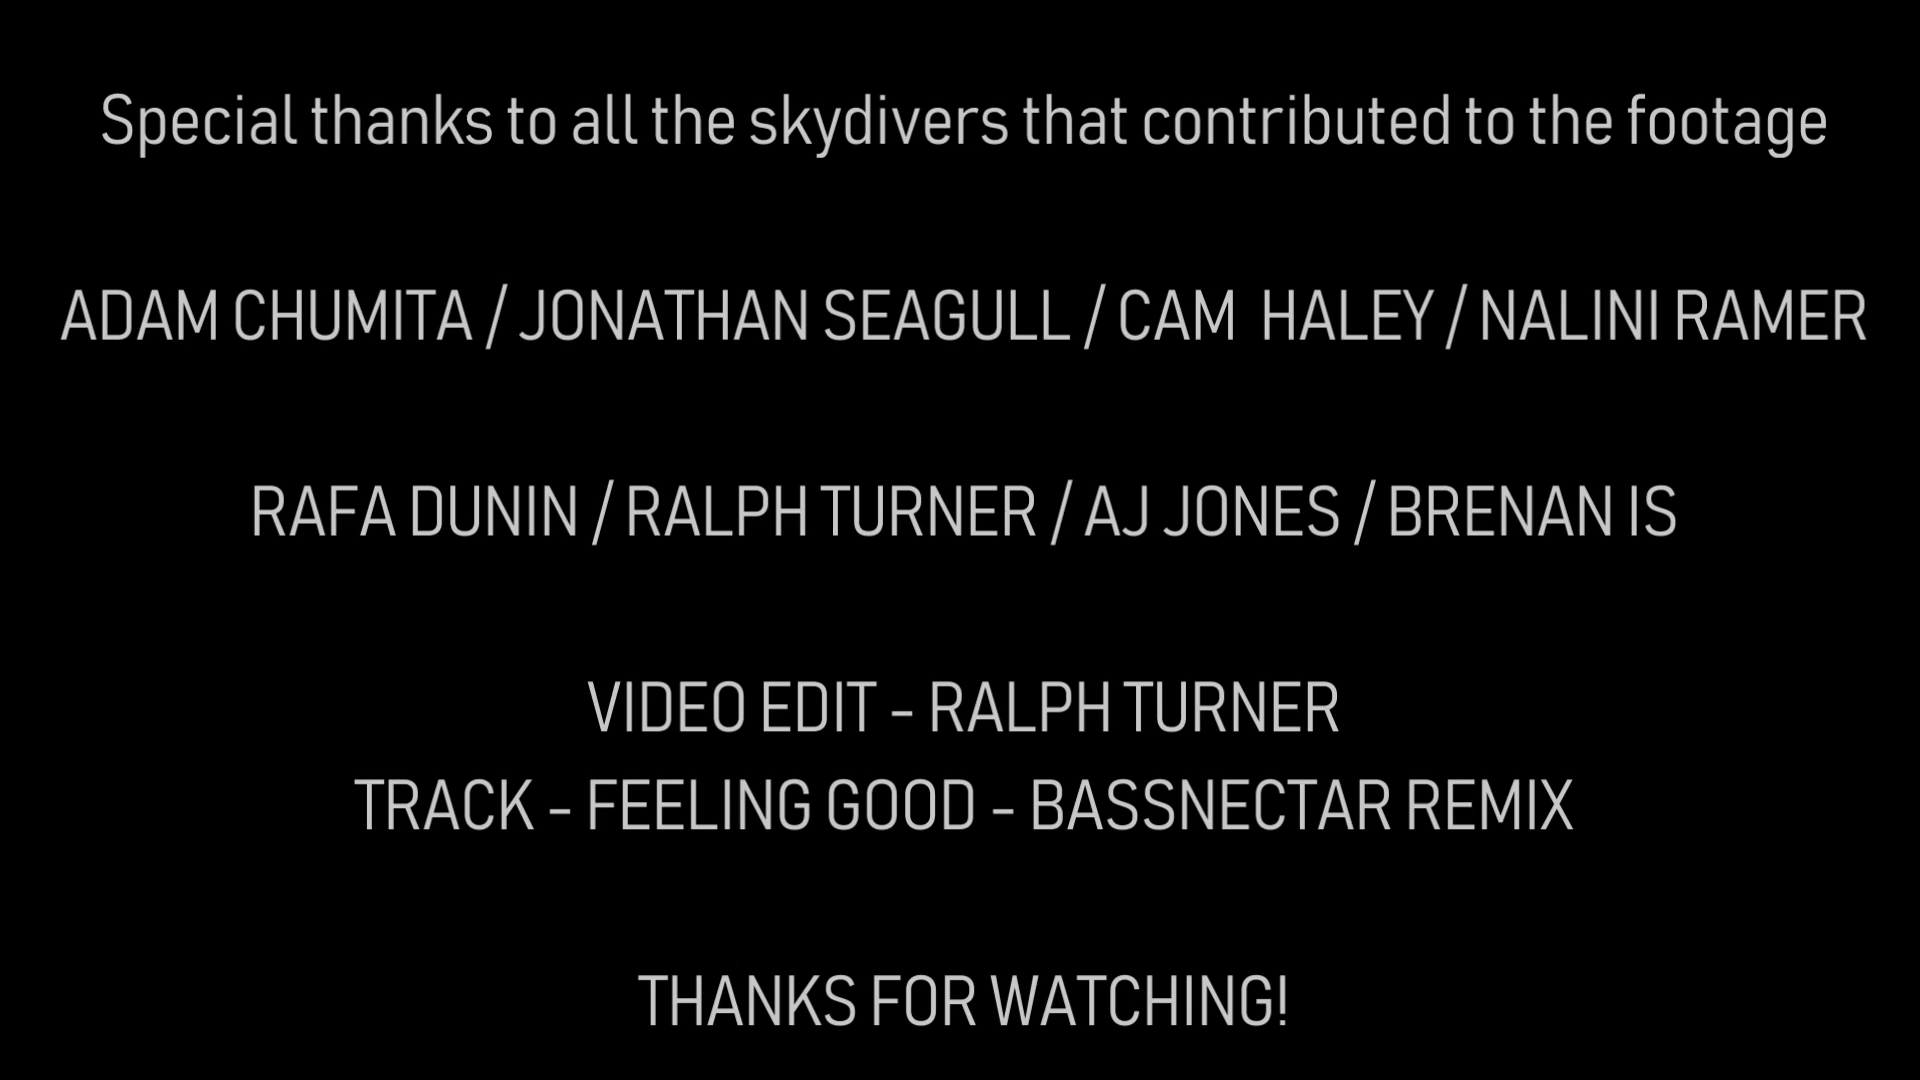 Special thanks to all the skydivers that contributed to the footage
ADAM CHUMITA / JONATHAN SEAGULL / CAM  HALEY / NALINI RAMER
RAFA DUNIN / RALPH TURNER / AJ JONES / BRENAN IS
VIDEO EDIT - RALPH TURNER
TRACK - FEELING GOOD - BASSNECTAR REMIX
THANKS FOR WATCHING!